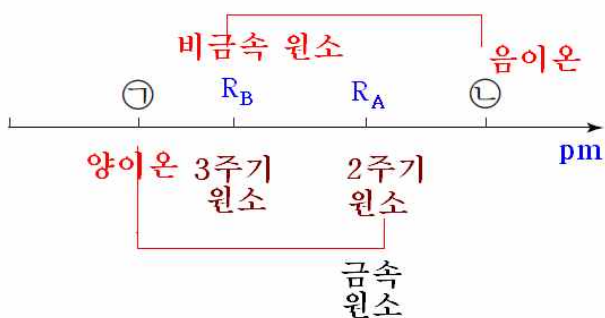 비금속 원소
음이온
㉠ R_B R_A ㉡
pm
양이온 3주기 2주기
원소 원소
금속
원소